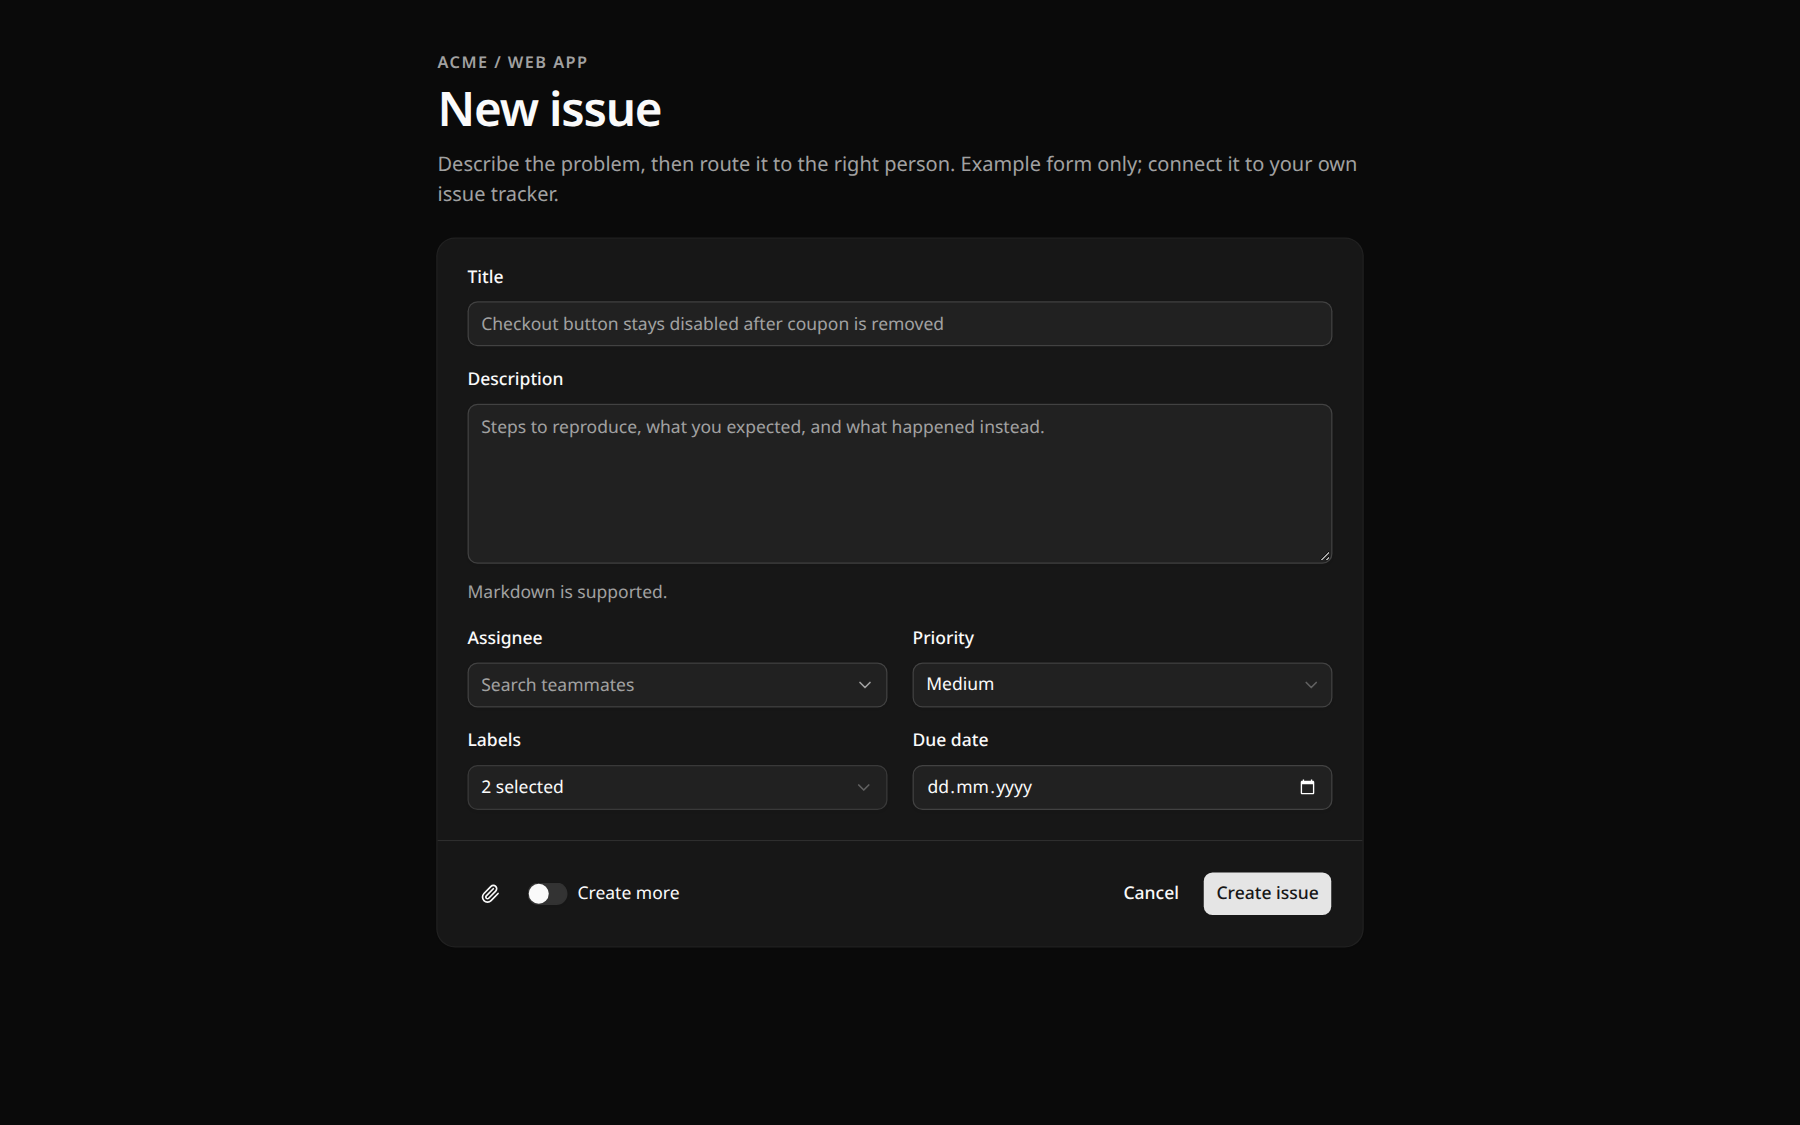 ACME / WEB APP
New issue
Describe the problem, then route it to the right person. Example form only; connect it to your own
issue tracker.
Title
Checkout button stays disabled after coupon is removed
Description
Steps to reproduce, what you expected, and what happened instead.
Markdown is supported.
Assignee
Search teammates
Priority
Medium
Labels
2 selected
Due date
dd.mm.yyyy
Create more
Cancel
Create issue